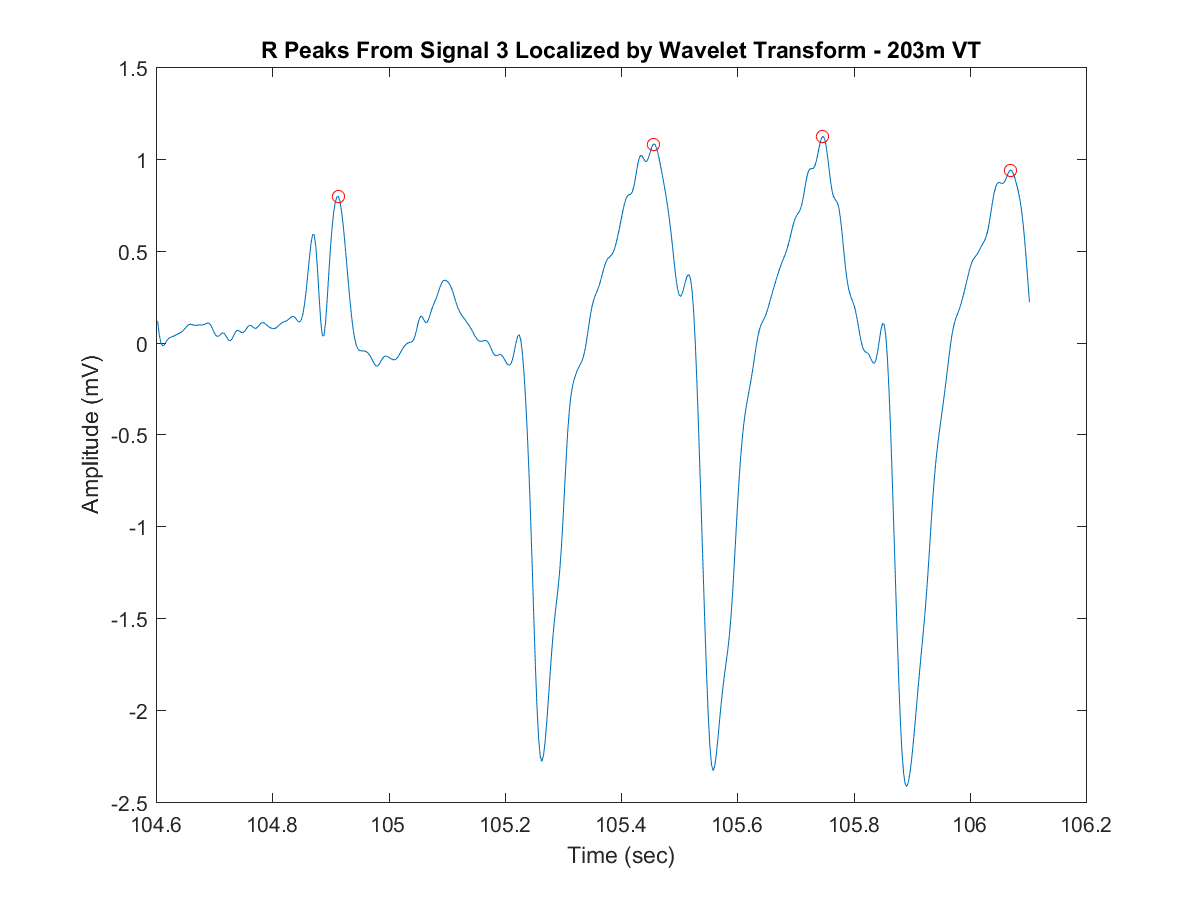 R Peaks From Signal 3 Localized by Wavelet Transform - 203m VT
1.5
1
0.5
0
-0.5
-1
-1.5
-2
-2.5
Amplitude (mV)
104.6 104.8 105 105.2 105.4 105.6 105.8 106 106.2
Time (sec)